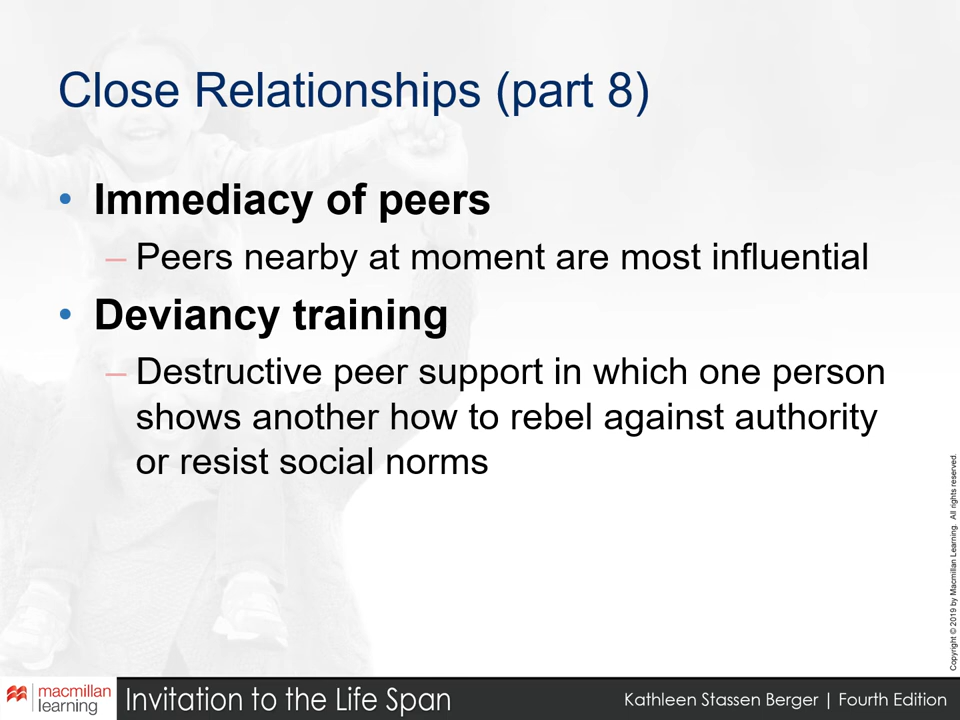 Close Relationships (part 8)
• Immediacy of peers
– Peers nearby at moment are most influential
• Deviancy training
– Destructive peer support in which one person
shows another how to rebel against authority
or resist social norms
Copyright © 2019 by Macmillan Learning. All rights reserved.
macmillan
learning
Invitation to the Life Span
Kathleen Stassen Berger | Fourth Edition